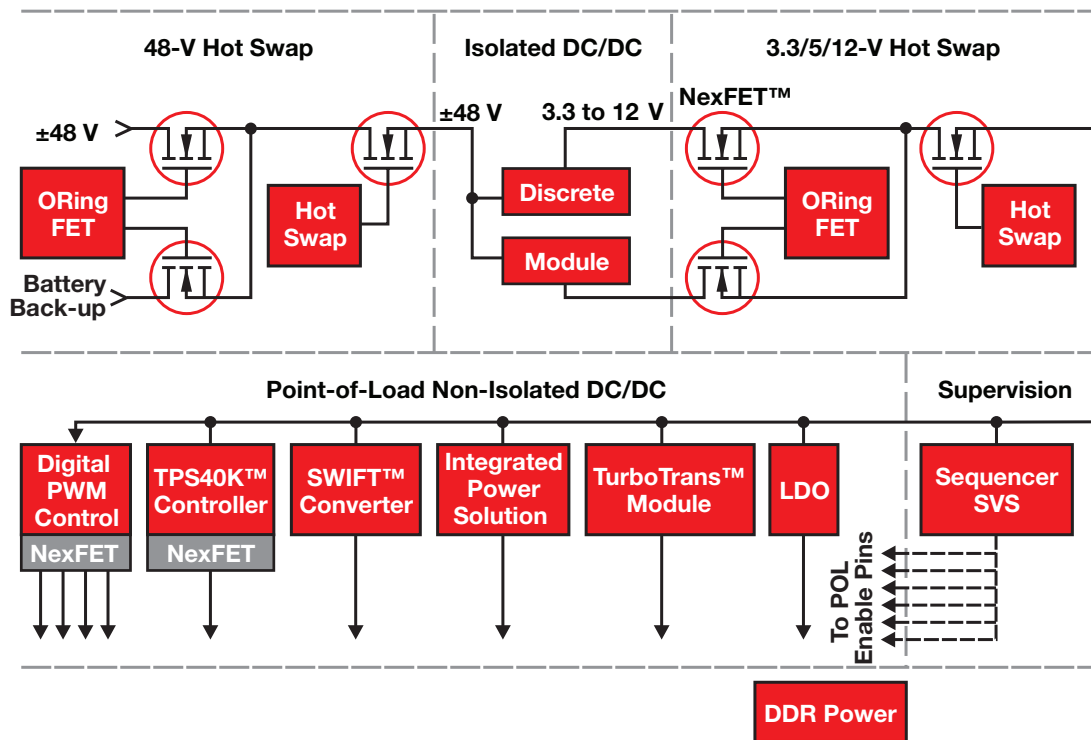 48-V Hot Swap
Isolated DC/DC
3.3/5/12-V Hot Swap
NexFET™
±48 V
±48 V
3.3 to 12 V
ORing
FET
Hot
Swap
Discrete
Module
ORing
FET
Hot
Swap
Battery
Back-up
Point-of-Load Non-Isolated DC/DC
Supervision
Digital
PWM
Control
NexFET
TPS40K™
Controller
NexFET
SWIFT™
Converter
Integrated
Power
Solution
TurboTrans™
Module
LDO
Sequencer
SVS
To POL
Enable Pins
DDR Power